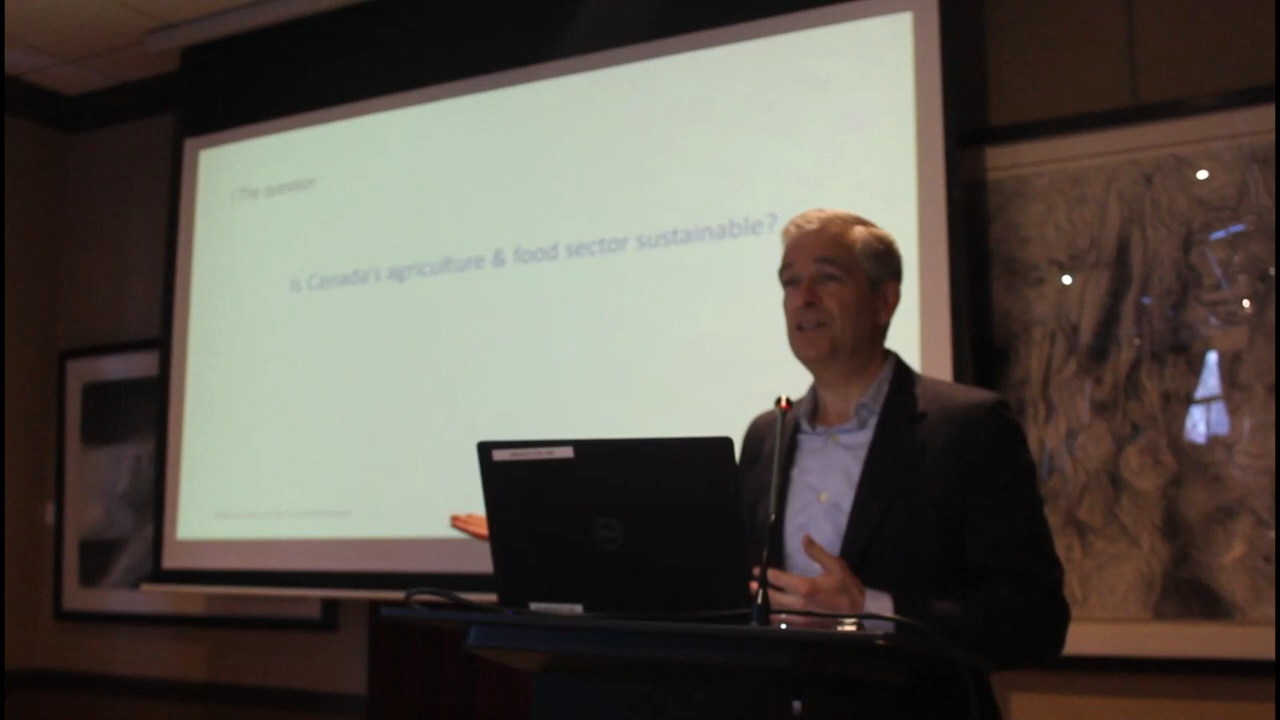 | The question
Is Canada's agriculture & food sector sustainable?